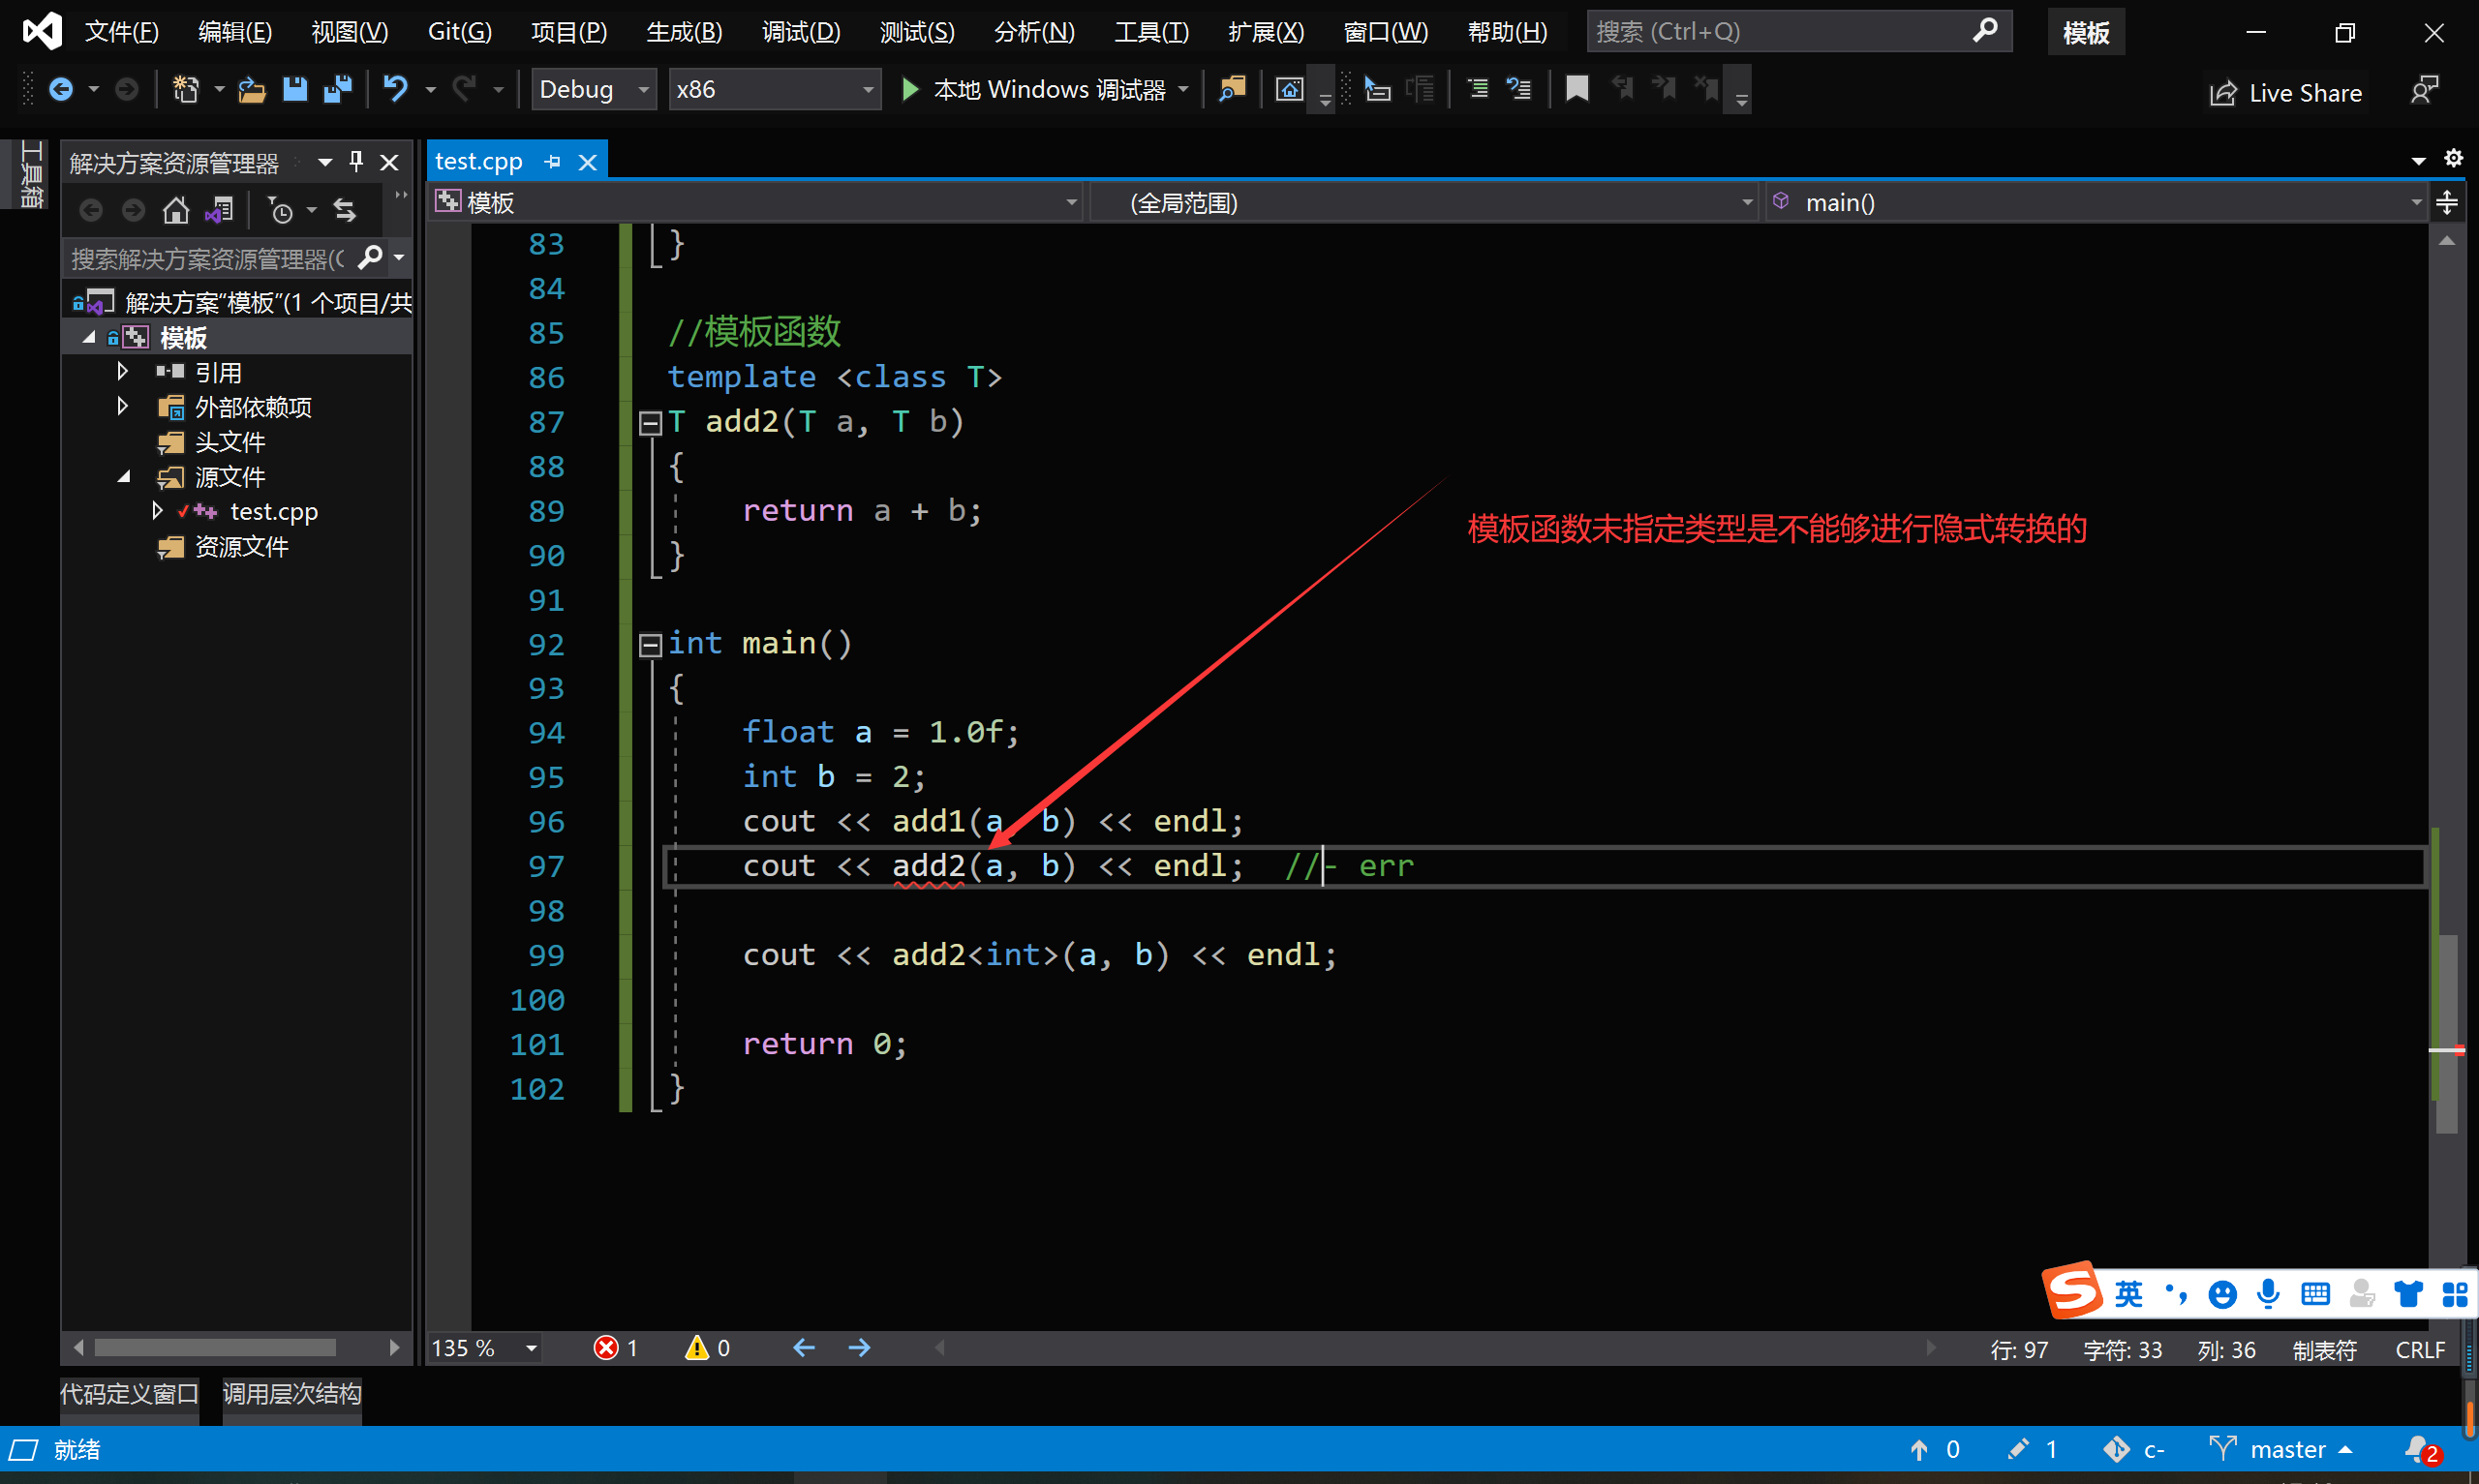 文件(F) 编辑(E) 视图(V) Git(G) 项目(P) 生成(B) 调试(D) 测试(S) 分析(N) 工具(T) 扩展(X) 窗口(W) 帮助(H) 搜索 (Ctrl+Q) 模板
Debug x86 本地 Windows 调试器 Live Share
工具箱
解决方案资源管理器
搜索解决方案资源管理器(C
解决方案"模板"(1 个项目/共
模板
引用
外部依赖项
头文件
源文件
test.cpp
资源文件
test.cpp
模板 (全局范围) main()
83 }
84
85 //模板函数
86 template <class T>
87 T add2(T a, T b)
88 {
89 return a + b;
90 }
91
92 int main()
93 {
94 float a = 1.0f;
95 int b = 2;
96 cout << add1(a b) << endl;
97 cout << add2(a, b) << endl; //- err
98
99 cout << add2<int>(a, b) << endl;
100
101 return 0;
102 }
模板函数未指定类型是不能够进行隐式转换的
英
135 % 1 0 行: 97 字符: 33 列: 36 制表符 CRLF
代码定义窗口 调用层次结构
就绪 0 1 c- master 2